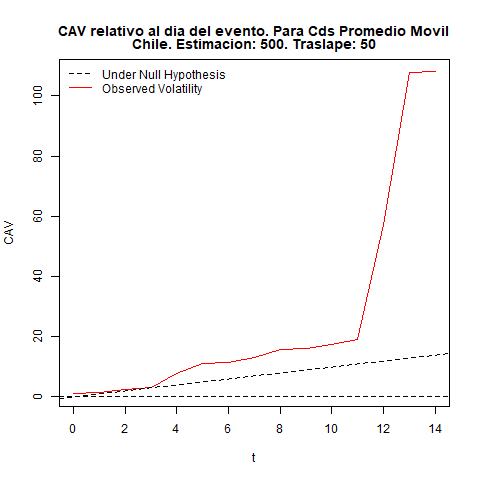 CAV relativo al dia del evento. Para Cds Promedio Movil
Chile. Estimacion: 500. Traslape: 50
Under Null Hypothesis
Observed Volatility
100
80
60
40
20
0
CAV
0 2 4 6 8 10 12 14
t